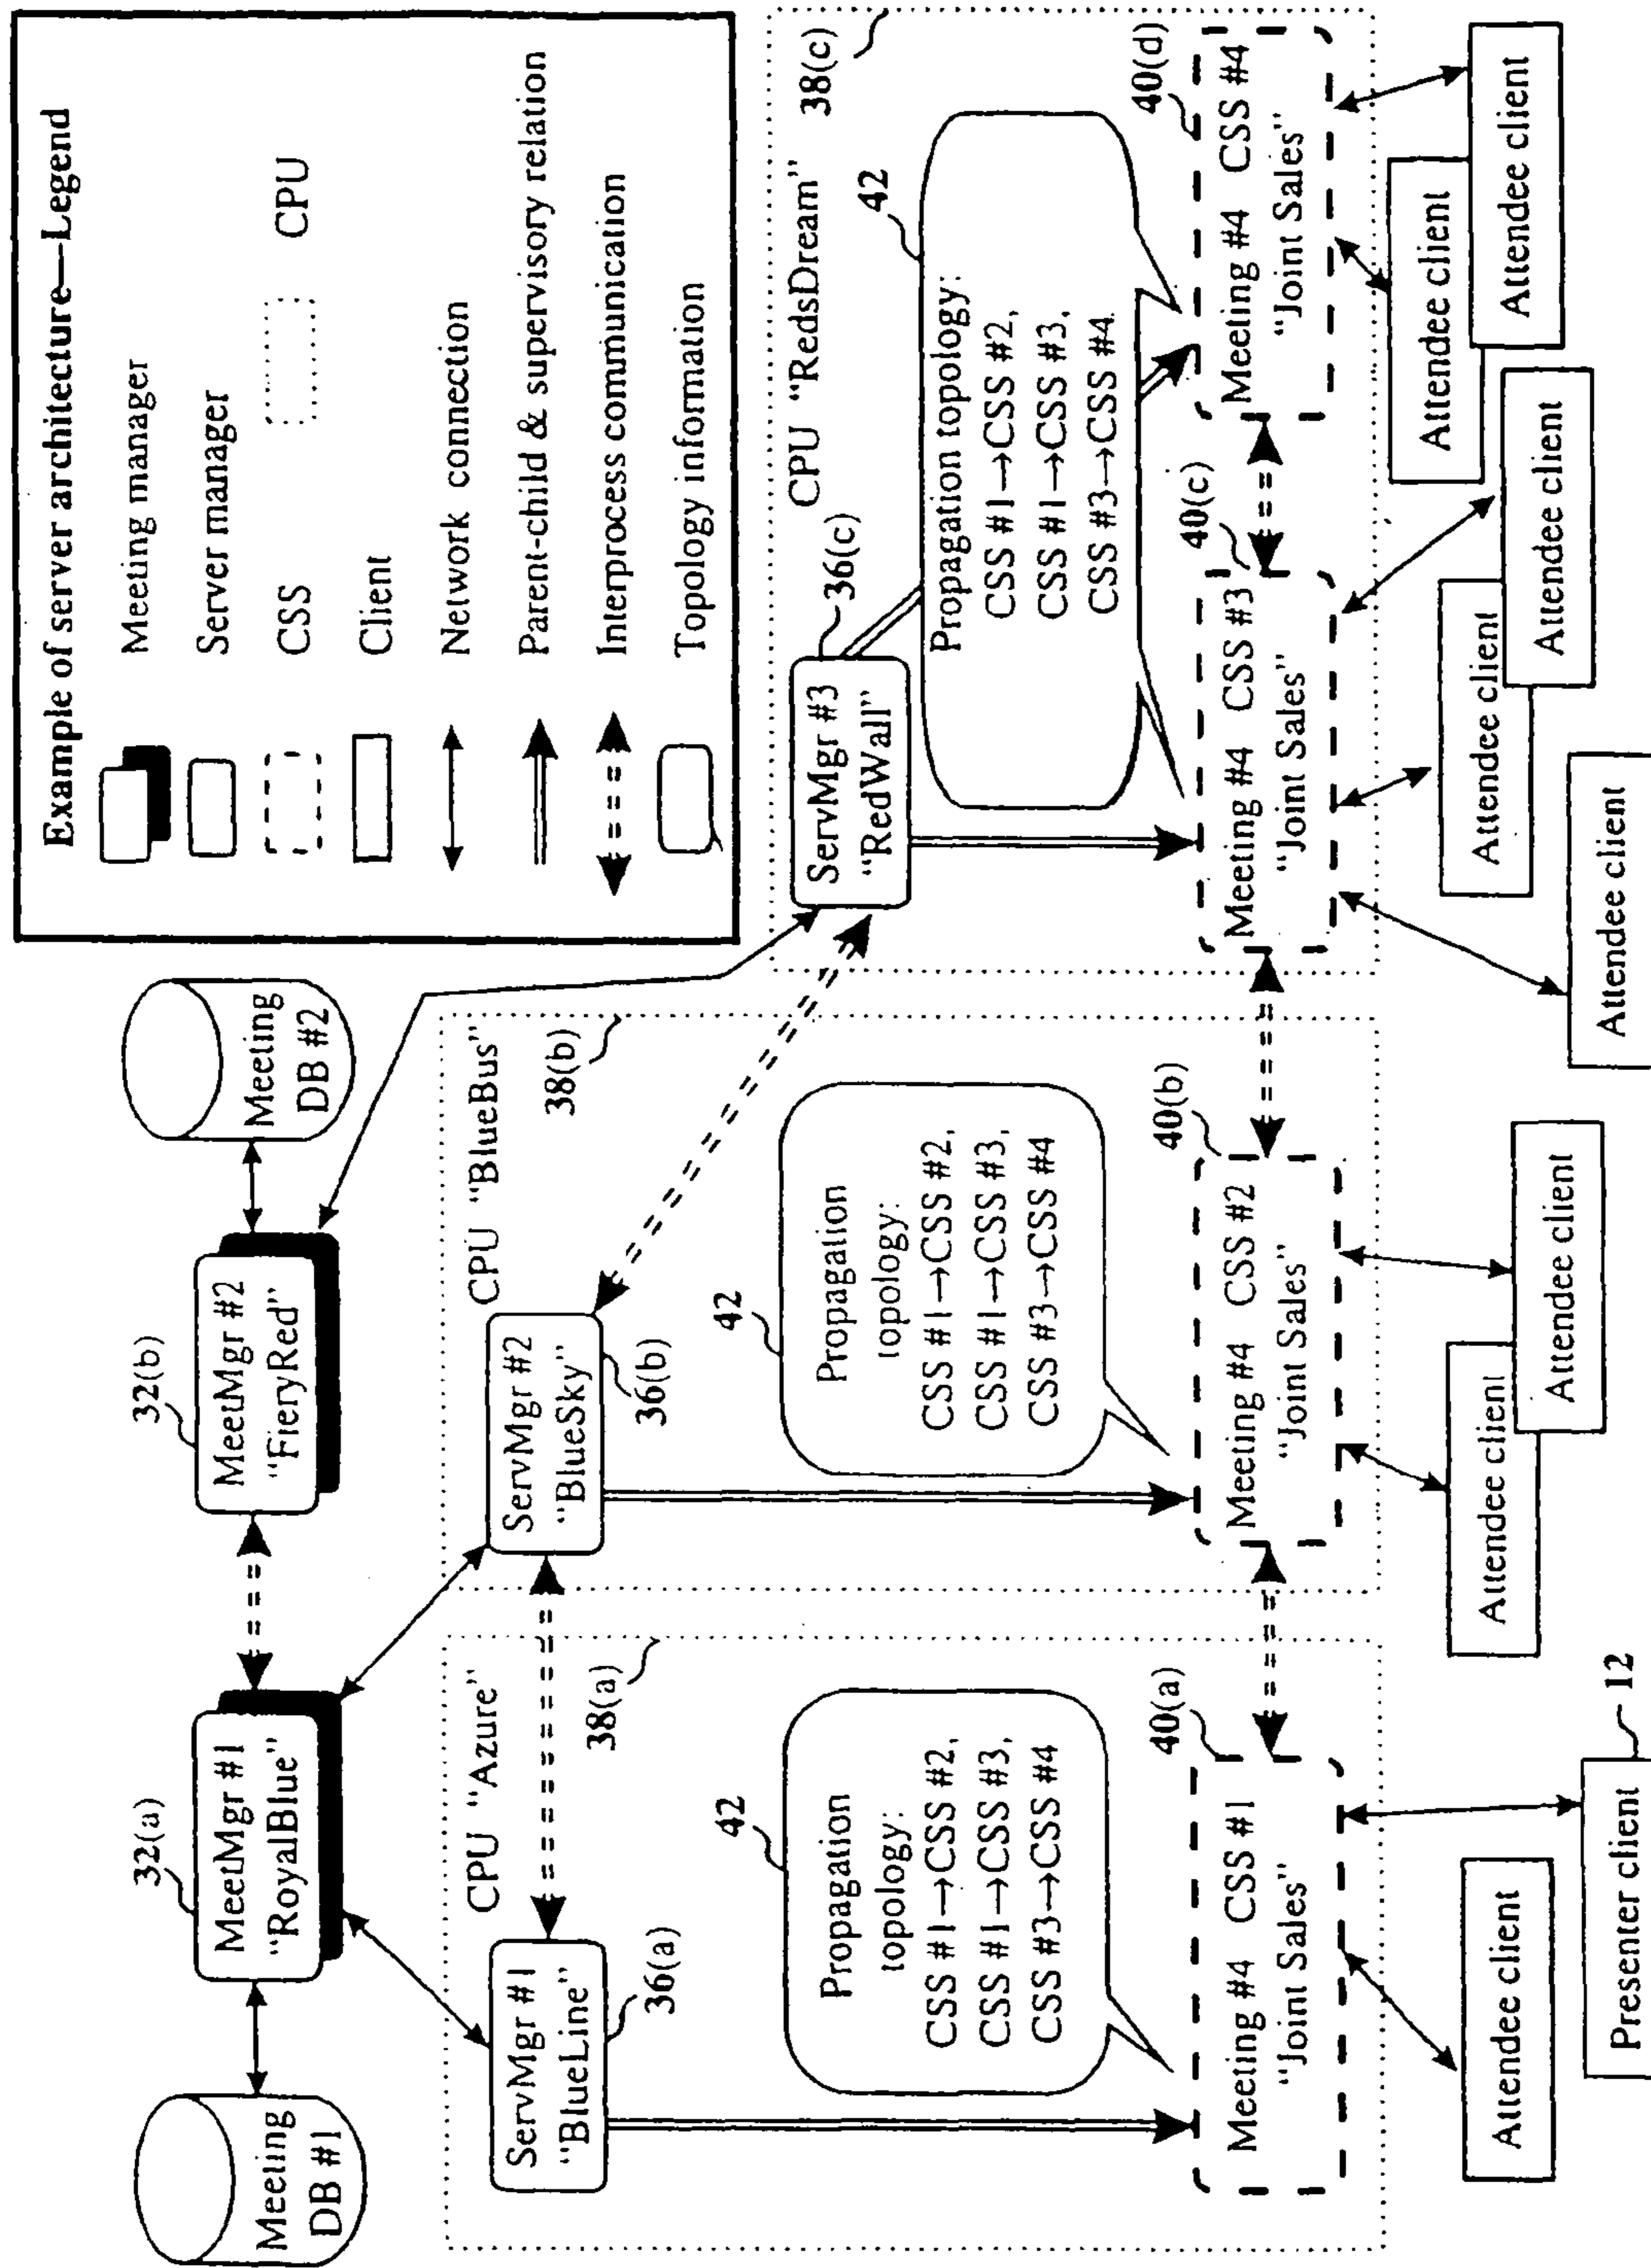 Example of server architecture—Legend
Meeting manager
Server manager
CSS
CPU
Client
Network connection
Parent-child & supervisory relation
Interprocess communication
Topology information
Meeting
DB #1
32(a)
MeetMgr #1
"RoyalBlue"
32(b)
MeetMgr #2
"FieryRed"
Meeting
DB #2
CPU "Azure"
ServMgr #1
"BlueLine"
36(a)
38(a)
42
Propagation
topology:
CSS #1→CSS #2,
CSS #1→CSS #3,
CSS #3→CSS #4
40(a)
Meeting #4 CSS #1
"Joint Sales"
Attendee client
Presenter client
12
CPU "BlueBus"
ServMgr #2
"BlueSky"
36(b)
38(b)
42
Propagation
topology:
CSS #1→CSS #2,
CSS #1→CSS #3,
CSS #3→CSS #4
40(b)
Meeting #4 CSS #2
"Joint Sales"
Attendee client
Attendee client
CPU "RedsDream"
38(c)
ServMgr #3
"RedWall"
36(c)
42
Propagation topology:
CSS #1→CSS #2,
CSS #1→CSS #3,
CSS #3→CSS #4
40(c)
Meeting #4 CSS #3
"Joint Sales"
40(d)
Meeting #4 CSS #4
"Joint Sales"
Attendee client
Attendee client
Attendee client
Attendee client
Attendee client